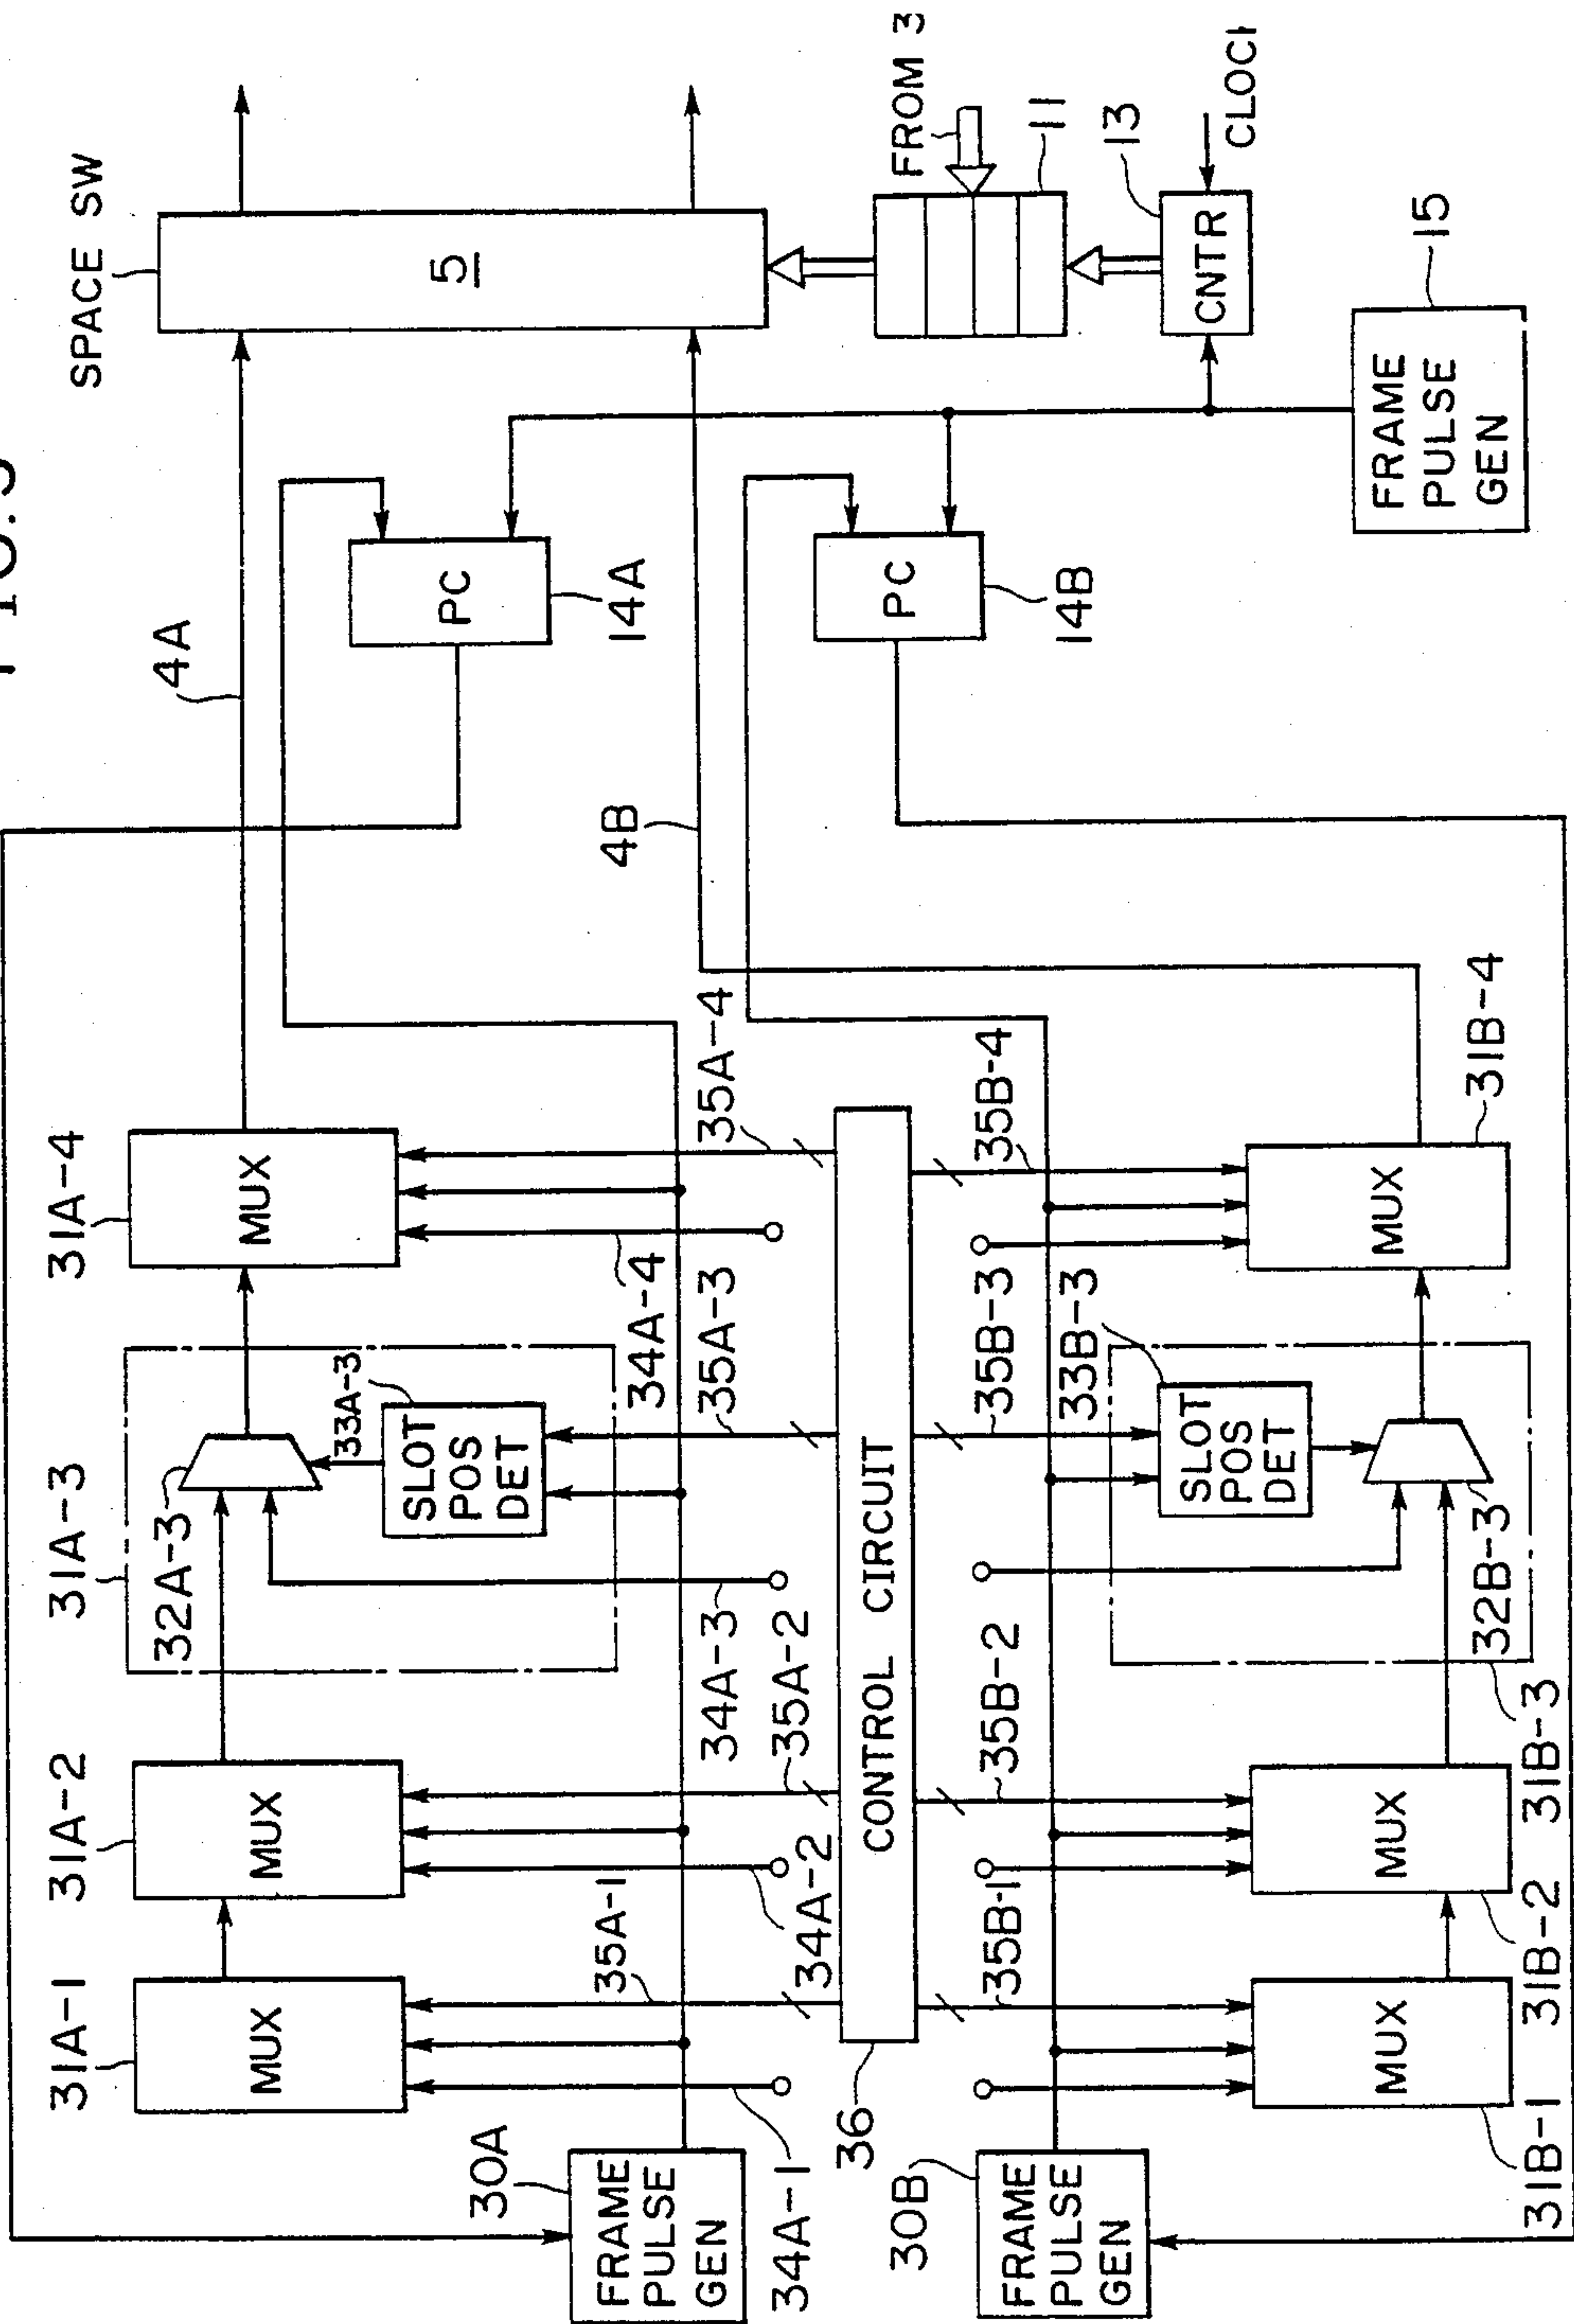 FIG. 5
SPACE SW
5
FROM 3
11
13
CNTR
CLOCK
15
FRAME
PULSE
GEN
4A
PC
14A
4B
PC
14B
31A-1
MUX
31A-2
MUX
31A-3
32A-3
33A-3
SLOT
POS
DET
31A-4
MUX
34A-1
35A-1
34A-2
35A-2
34A-3
35A-3
34A-4
35A-4
30A
FRAME
PULSE
GEN
36
CONTROL CIRCUIT
30B
FRAME
PULSE
GEN
35B-1
35B-2
35B-3
35B-4
33B-3
SLOT
POS
DET
32B-3
MUX
31B-1
MUX
31B-2
31B-3
MUX
31B-4